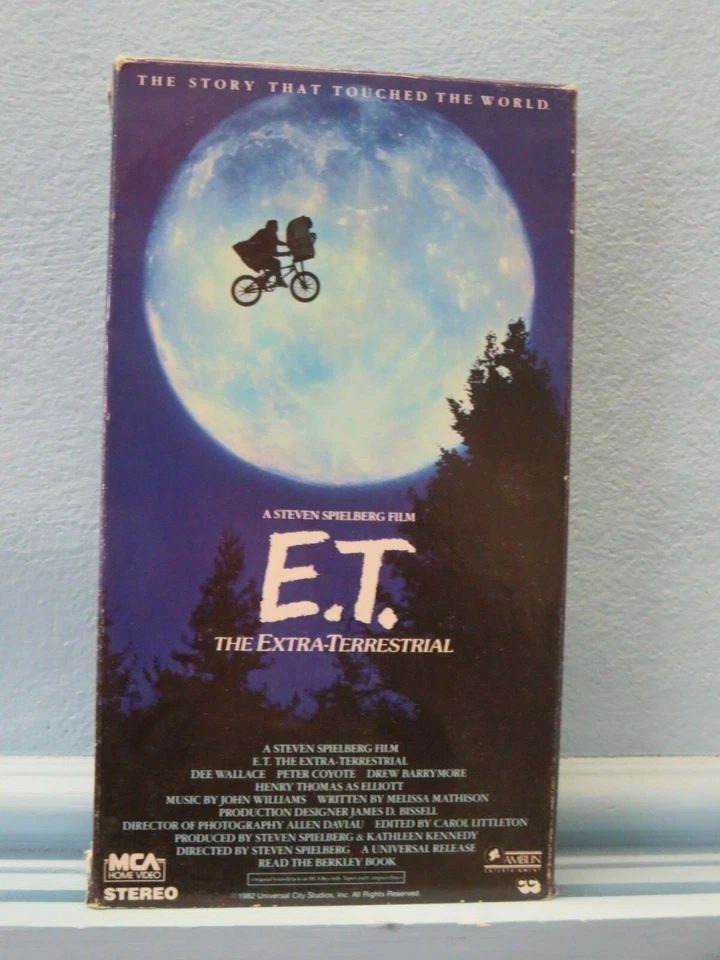 THE STORY THAT TOUCHED THE WORLD.
A STEVEN SPIELBERG FILM
E.T.
THE EXTRA-TERRESTRIAL
A STEVEN SPIELBERG FILM
E.T. THE EXTRA-TERRESTRIAL
DEE WALLACE PETER COYOTE DREW BARRYMORE
HENRY THOMAS AS ELLIOTT
MUSIC BY JOHN WILLIAMS WRITTEN BY MELISSA MATHISON
PRODUCTION DESIGNER JAMES D. BISSELL
DIRECTOR OF PHOTOGRAPHY ALLEN DAVIAU EDITED BY CAROL LITTLETON
PRODUCED BY STEVEN SPIELBERG & KATHLEEN KENNEDY
DIRECTED BY STEVEN SPIELBERG A UNIVERSAL RELEASE
READ THE BERKLEY BOOK
MCA
HOME VIDEO
STEREO
©1982 Universal City Studios, Inc. All Rights Reserved.
AMBLIN
ENTERTAINMENT